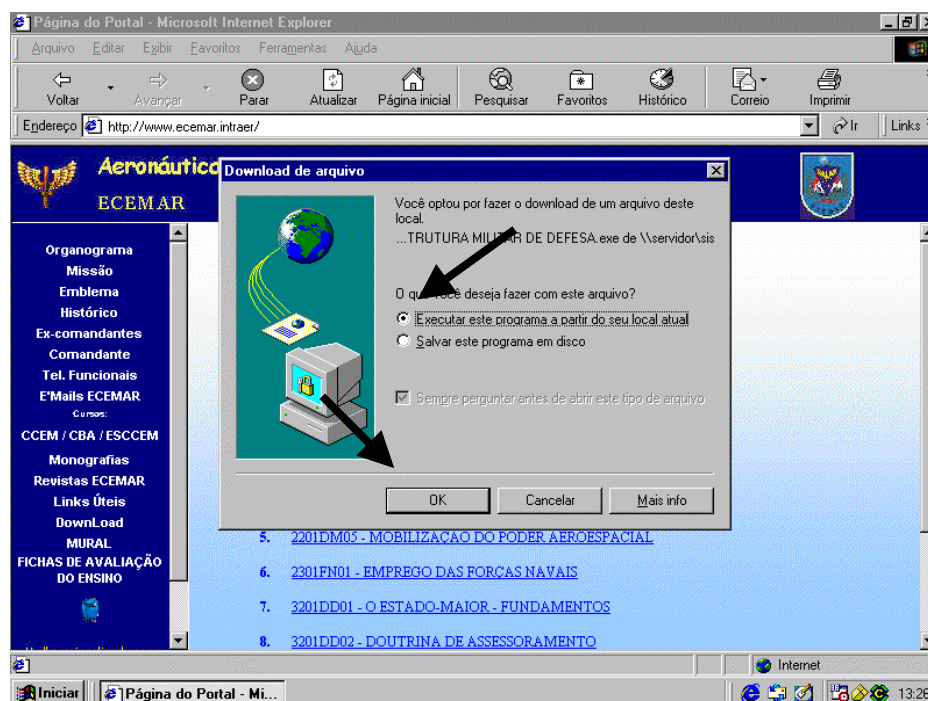 Página do Portal - Microsoft Internet Explorer
Arquivo Editar Exibir Favoritos Ferramentas Ajuda
Voltar Avançar Parar Atualizar Página inicial Pesquisar Favoritos Histórico Correio Imprimir
Endereço http://www.ecemar.intraer/ Ir Links
Aeronáutica
ECEMAR
Organograma
Missão
Emblema
Histórico
Ex-comandantes
Comandante
Tel. Funcionais
E'Mails ECEMAR
Cursos:
CCEM / CBA / ESCCEM
Monografias
Revistas ECEMAR
Links Úteis
DownLoad
MURAL
FICHAS DE AVALIAÇÃO
DO ENSINO
Download de arquivo
Você optou por fazer o download de um arquivo deste
local.
...TRUTURA MILITAR DE DEFESA.exe de \\servidor\sis
O que você deseja fazer com este arquivo?
Executar este programa a partir do seu local atual
Salvar este programa em disco
Sempre perguntar antes de abrir este tipo de arquivo
OK Cancelar Mais info
5. 2201DM05 - MOBILIZAÇÃO DO PODER AEROESPACIAL
6. 2301FN01 - EMPREGO DAS FORÇAS NAVAIS
7. 3201DD01 - O ESTADO-MAIOR - FUNDAMENTOS
8. 3201DD02 - DOUTRINA DE ASSESSORAMENTO
Internet
Iniciar Página do Portal - Mi... 13:26